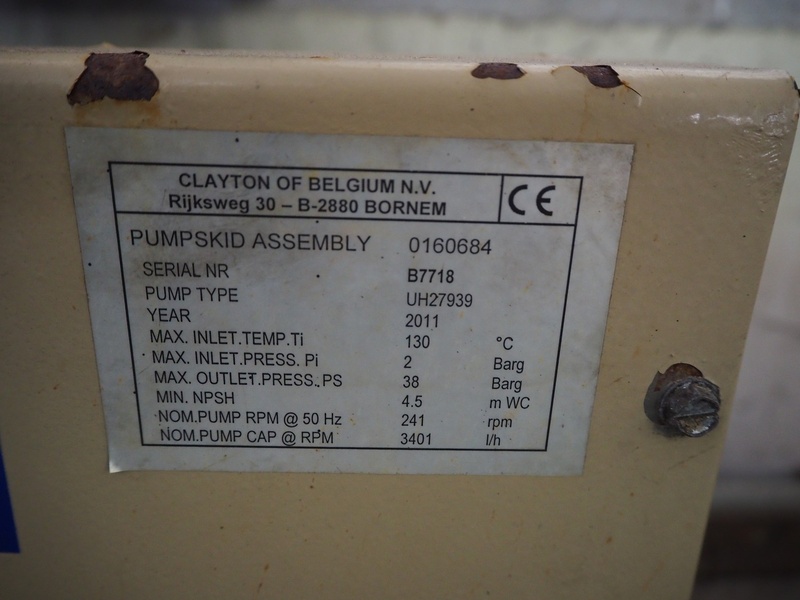 CLAYTON OF BELGIUM N.V.
Rijksweg 30 – B-2880 BORNEM
CE
PUMPSKID ASSEMBLY 0160684
SERIAL NR B7718
PUMP TYPE UH27939
YEAR 2011
MAX. INLET.TEMP.Ti 130 °C
MAX. INLET.PRESS. Pi 2 Barg
MAX. OUTLET.PRESS. PS 38 Barg
MIN. NPSH 4.5 m WC
NOM.PUMP RPM @ 50 Hz 241 rpm
NOM.PUMP CAP @ RPM 3401 l/h